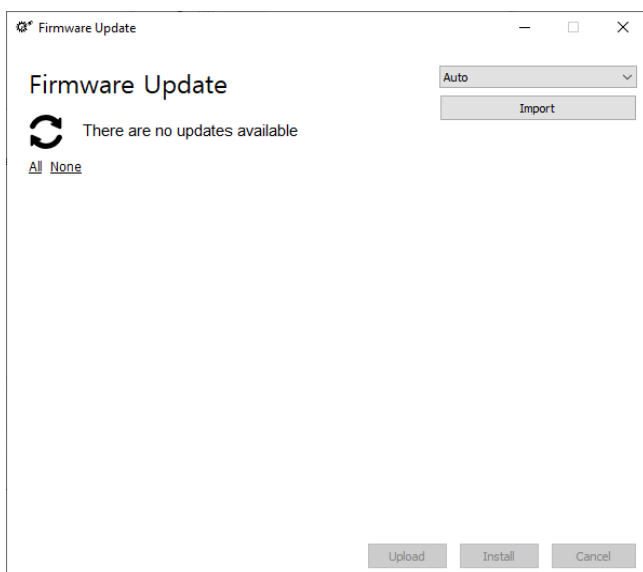 Firmware Update
Firmware Update
Auto
Import
There are no updates available
All None
Upload Install Cancel